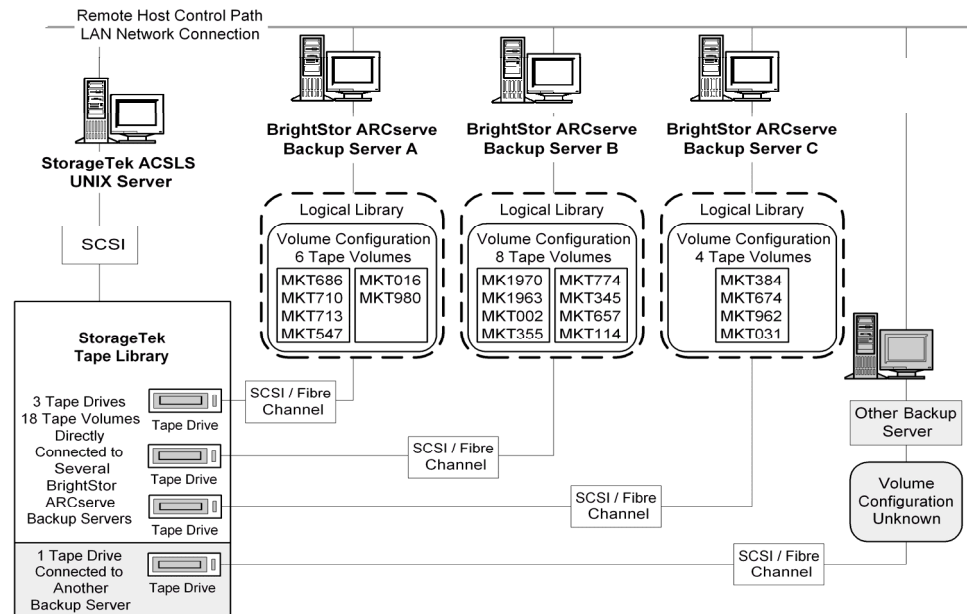 Remote Host Control Path
LAN Network Connection
StorageTek ACSLS
UNIX Server
SCSI
BrightStor ARCserve
Backup Server A
Logical Library
Volume Configuration
6 Tape Volumes
MKT686
MKT710
MKT713
MKT547
MKT016
MKT980
BrightStor ARCserve
Backup Server B
Logical Library
Volume Configuration
8 Tape Volumes
MK1970
MK1963
MKT002
MKT355
MKT774
MKT345
MKT657
MKT114
BrightStor ARCserve
Backup Server C
Logical Library
Volume Configuration
4 Tape Volumes
MKT384
MKT674
MKT962
MKT031
Other Backup
Server
Volume
Configuration
Unknown
StorageTek
Tape Library
3 Tape Drives
18 Tape Volumes
Directly
Connected to
Several
BrightStor
ARCserve
Backup Servers
Tape Drive
Tape Drive
Tape Drive
1 Tape Drive
Connected to
Another
Backup Server
Tape Drive
SCSI / Fibre
Channel
SCSI / Fibre
Channel
SCSI / Fibre
Channel
SCSI / Fibre
Channel